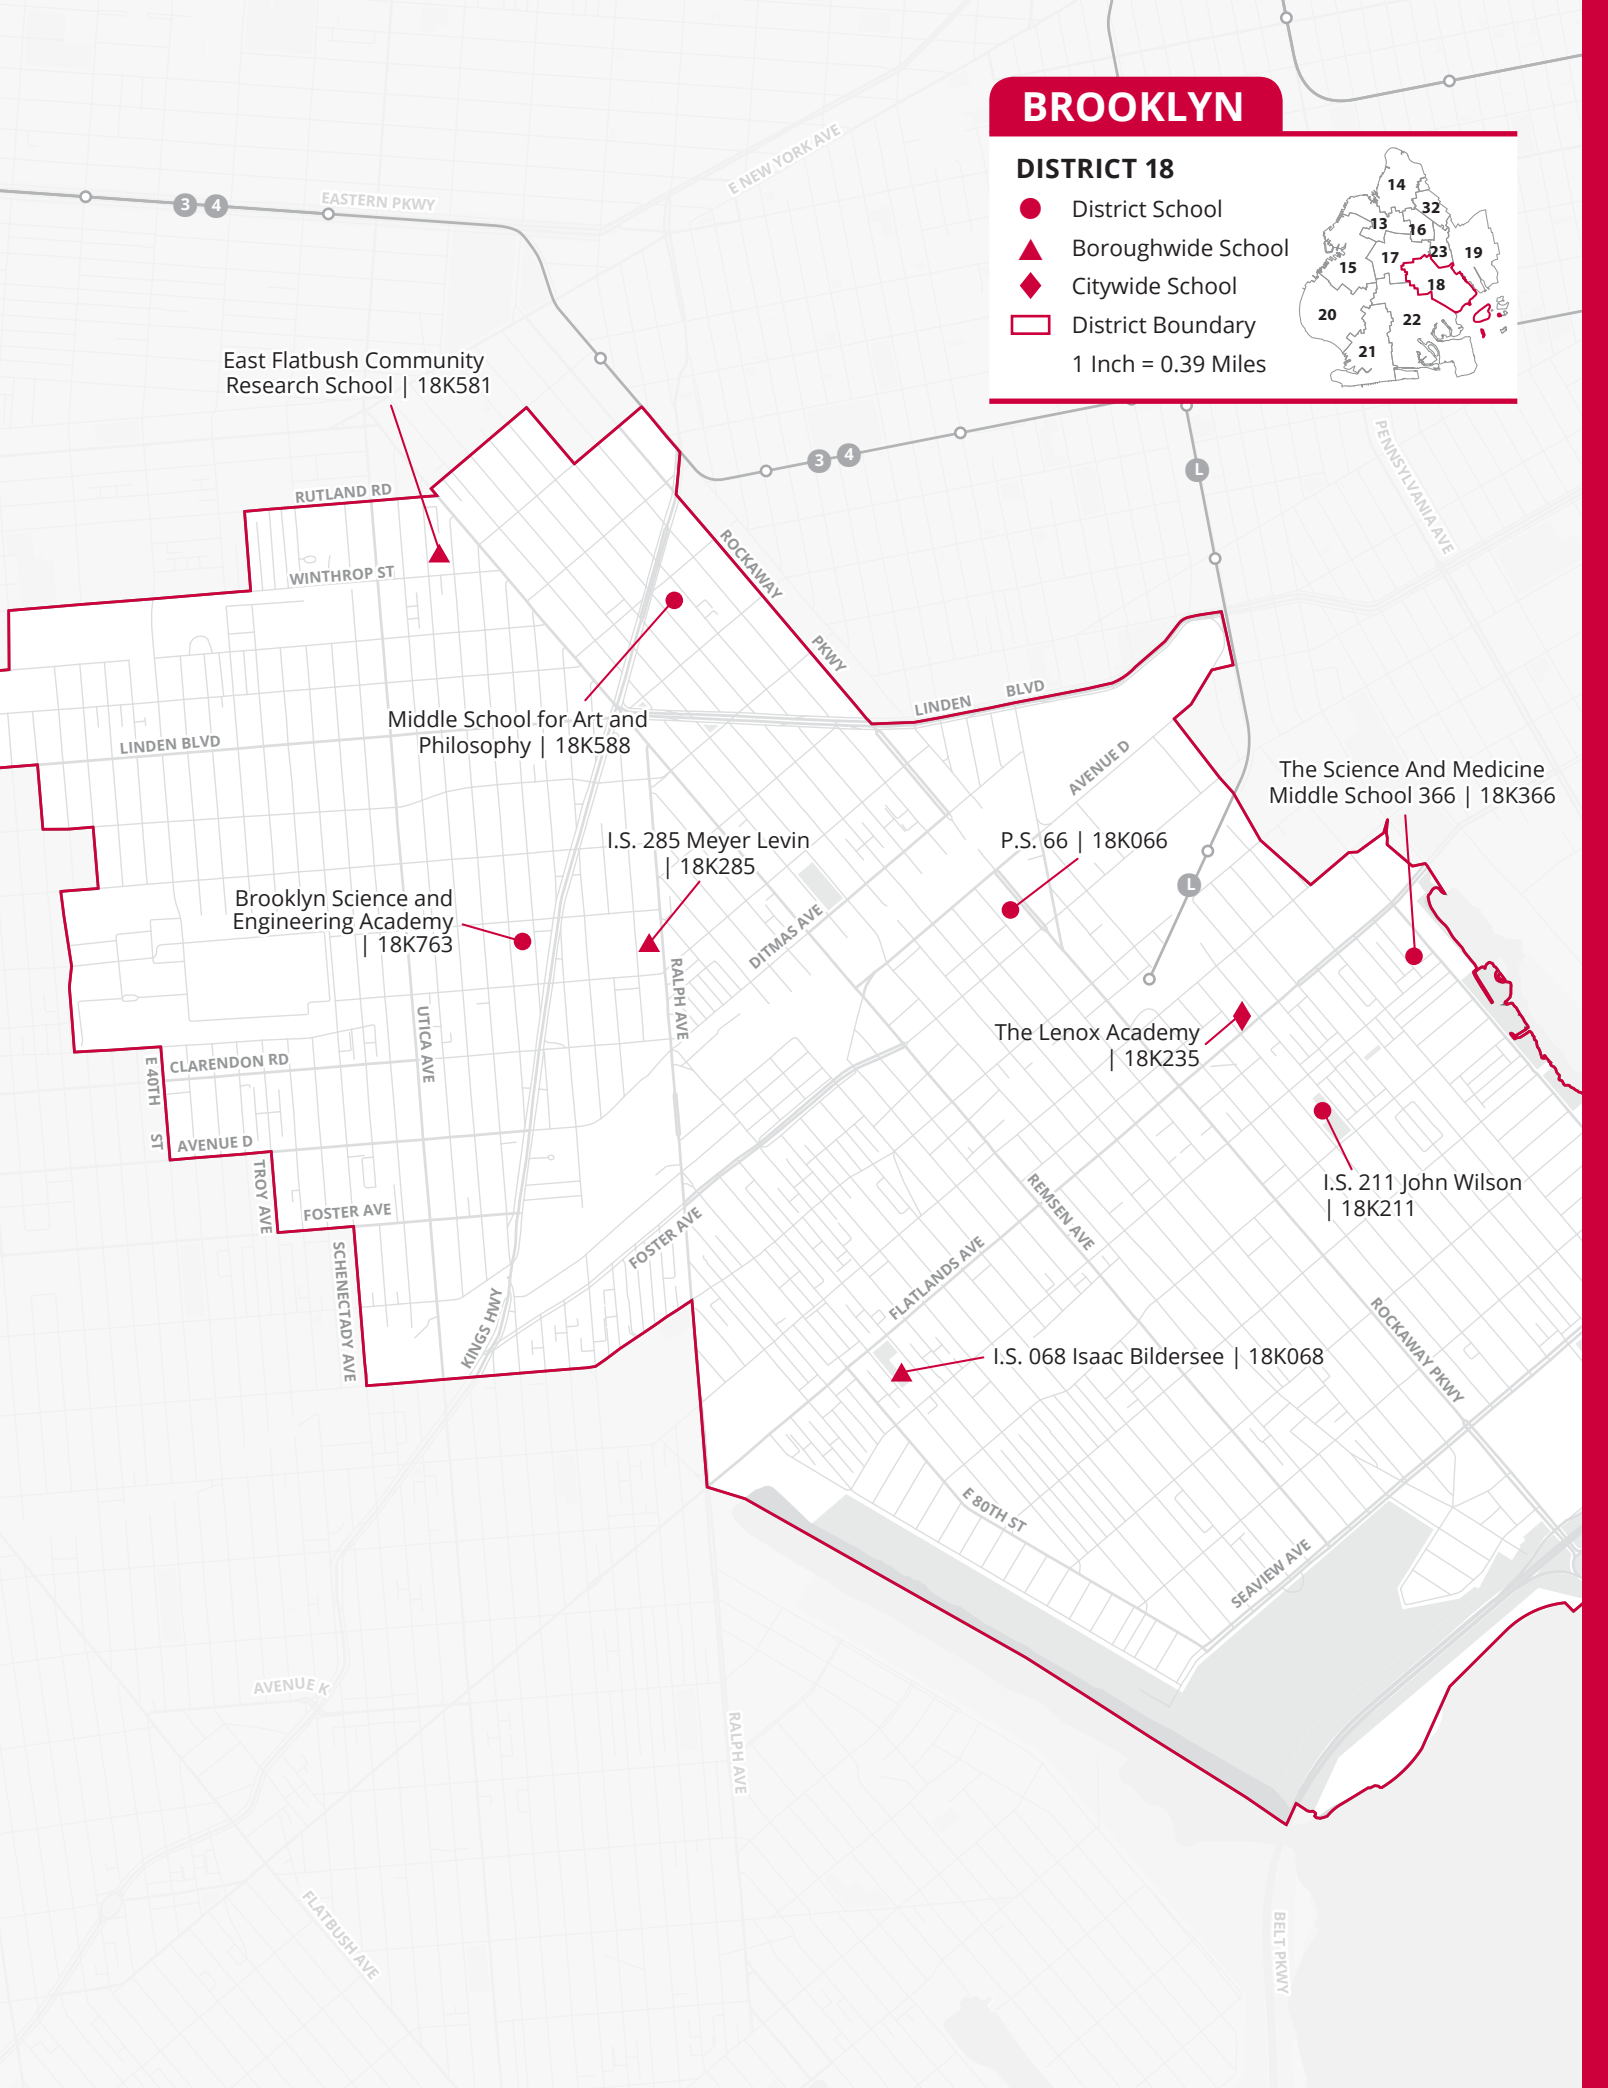 BROOKLYN
DISTRICT 18
District School
Boroughwide School
Citywide School
District Boundary
1 Inch = 0.39 Miles
14
32
13
16
23
19
17
15
18
20
22
21
E NEW YORK AVE
EASTERN PKWY
3 4
3 4
L
PENNSYLVANIA AVE
East Flatbush Community
Research School | 18K581
RUTLAND RD
WINTHROP ST
ROCKAWAY
PKWY
LINDEN
BLVD
Middle School for Art and
Philosophy | 18K588
LINDEN BLVD
AVENUE D
The Science And Medicine
Middle School 366 | 18K366
I.S. 285 Meyer Levin
| 18K285
P.S. 66 | 18K066
L
Brooklyn Science and
Engineering Academy
| 18K763
DITMAS AVE
RALPH AVE
UTICA AVE
The Lenox Academy
| 18K235
E 40TH
ST
CLARENDON RD
AVENUE D
TROY AVE
FOSTER AVE
I.S. 211 John Wilson
| 18K211
REMSEN AVE
FOSTER AVE
FLATLANDS AVE
SCHENECTADY AVE
KINGS HWY
ROCKAWAY PKWY
I.S. 068 Isaac Bildersee | 18K068
E 80TH ST
SEAVIEW AVE
AVENUE K
RALPH AVE
FLATBUSH AVE
BELT PKWY